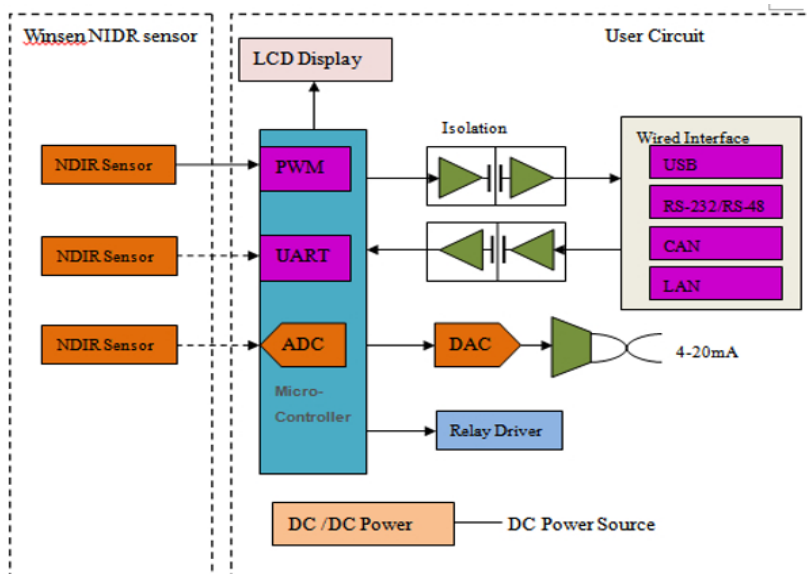 Winsen NIDR sensor
User Circuit
LCD Display
Isolation
Wired Interface
NDIR Sensor
PWM
USB
RS-232/RS-48
NDIR Sensor
UART
CAN
LAN
NDIR Sensor
ADC
DAC
4-20mA
Micro-
Controller
Relay Driver
DC /DC Power
DC Power Source